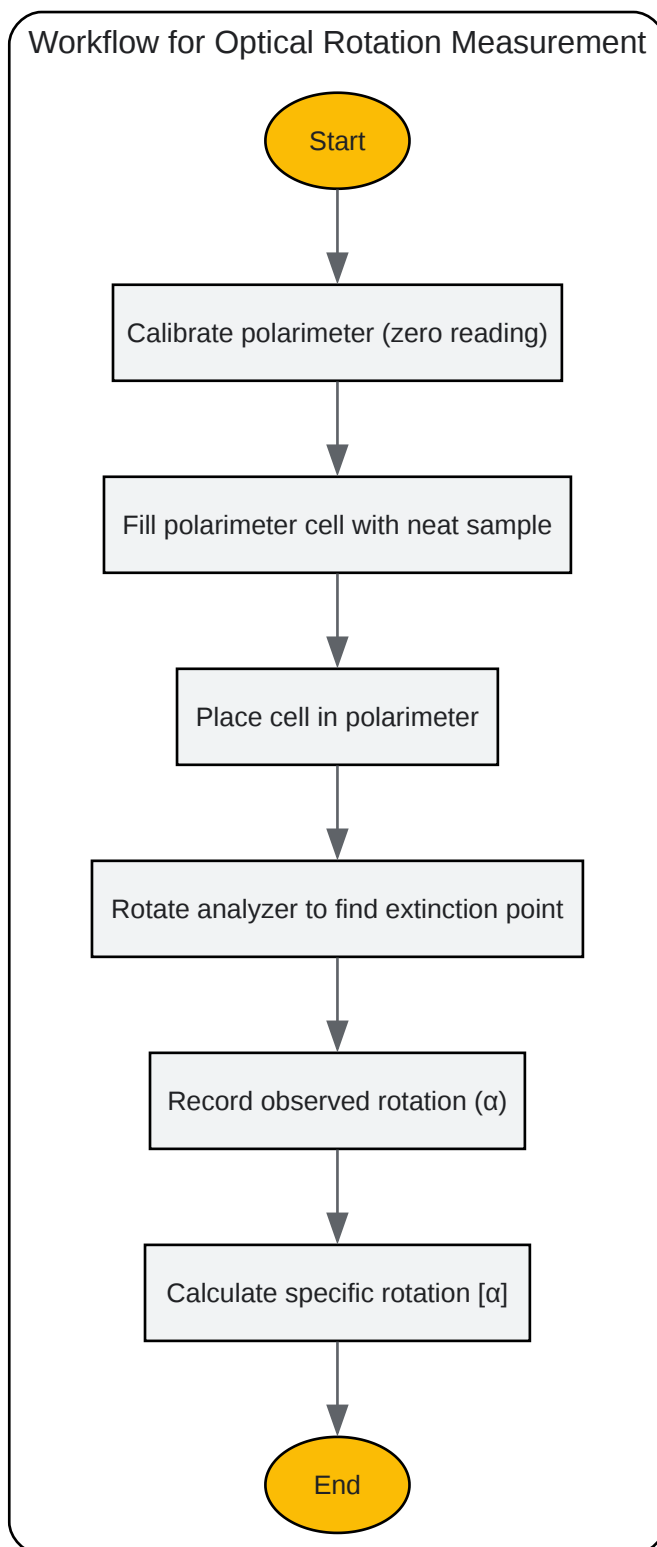 Workflow for Optical Rotation Measurement
Start
Calibrate polarimeter (zero reading)
Fill polarimeter cell with neat sample
Place cell in polarimeter
Rotate analyzer to find extinction point
Record observed rotation (α)
Calculate specific rotation [α]
End